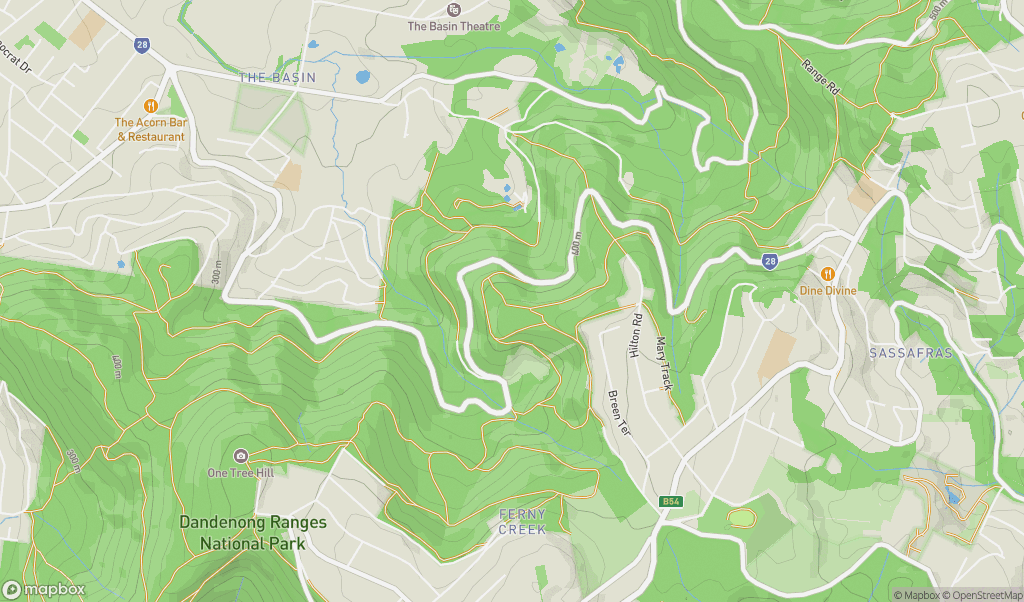 500 m
The Basin Theatre
28
ocrat Dr
THE BASIN
Range Rd
The Acorn Bar
& Restaurant
400 m
300 m
28
Dine Divine
Hilton Rd
Mary Track
SASSAFRAS
400 m
Breen Ter
300 m
One Tree Hill
B54
Dandenong Ranges
National Park
FERNY
CREEK
mapbox
© Mapbox © OpenStreetMap